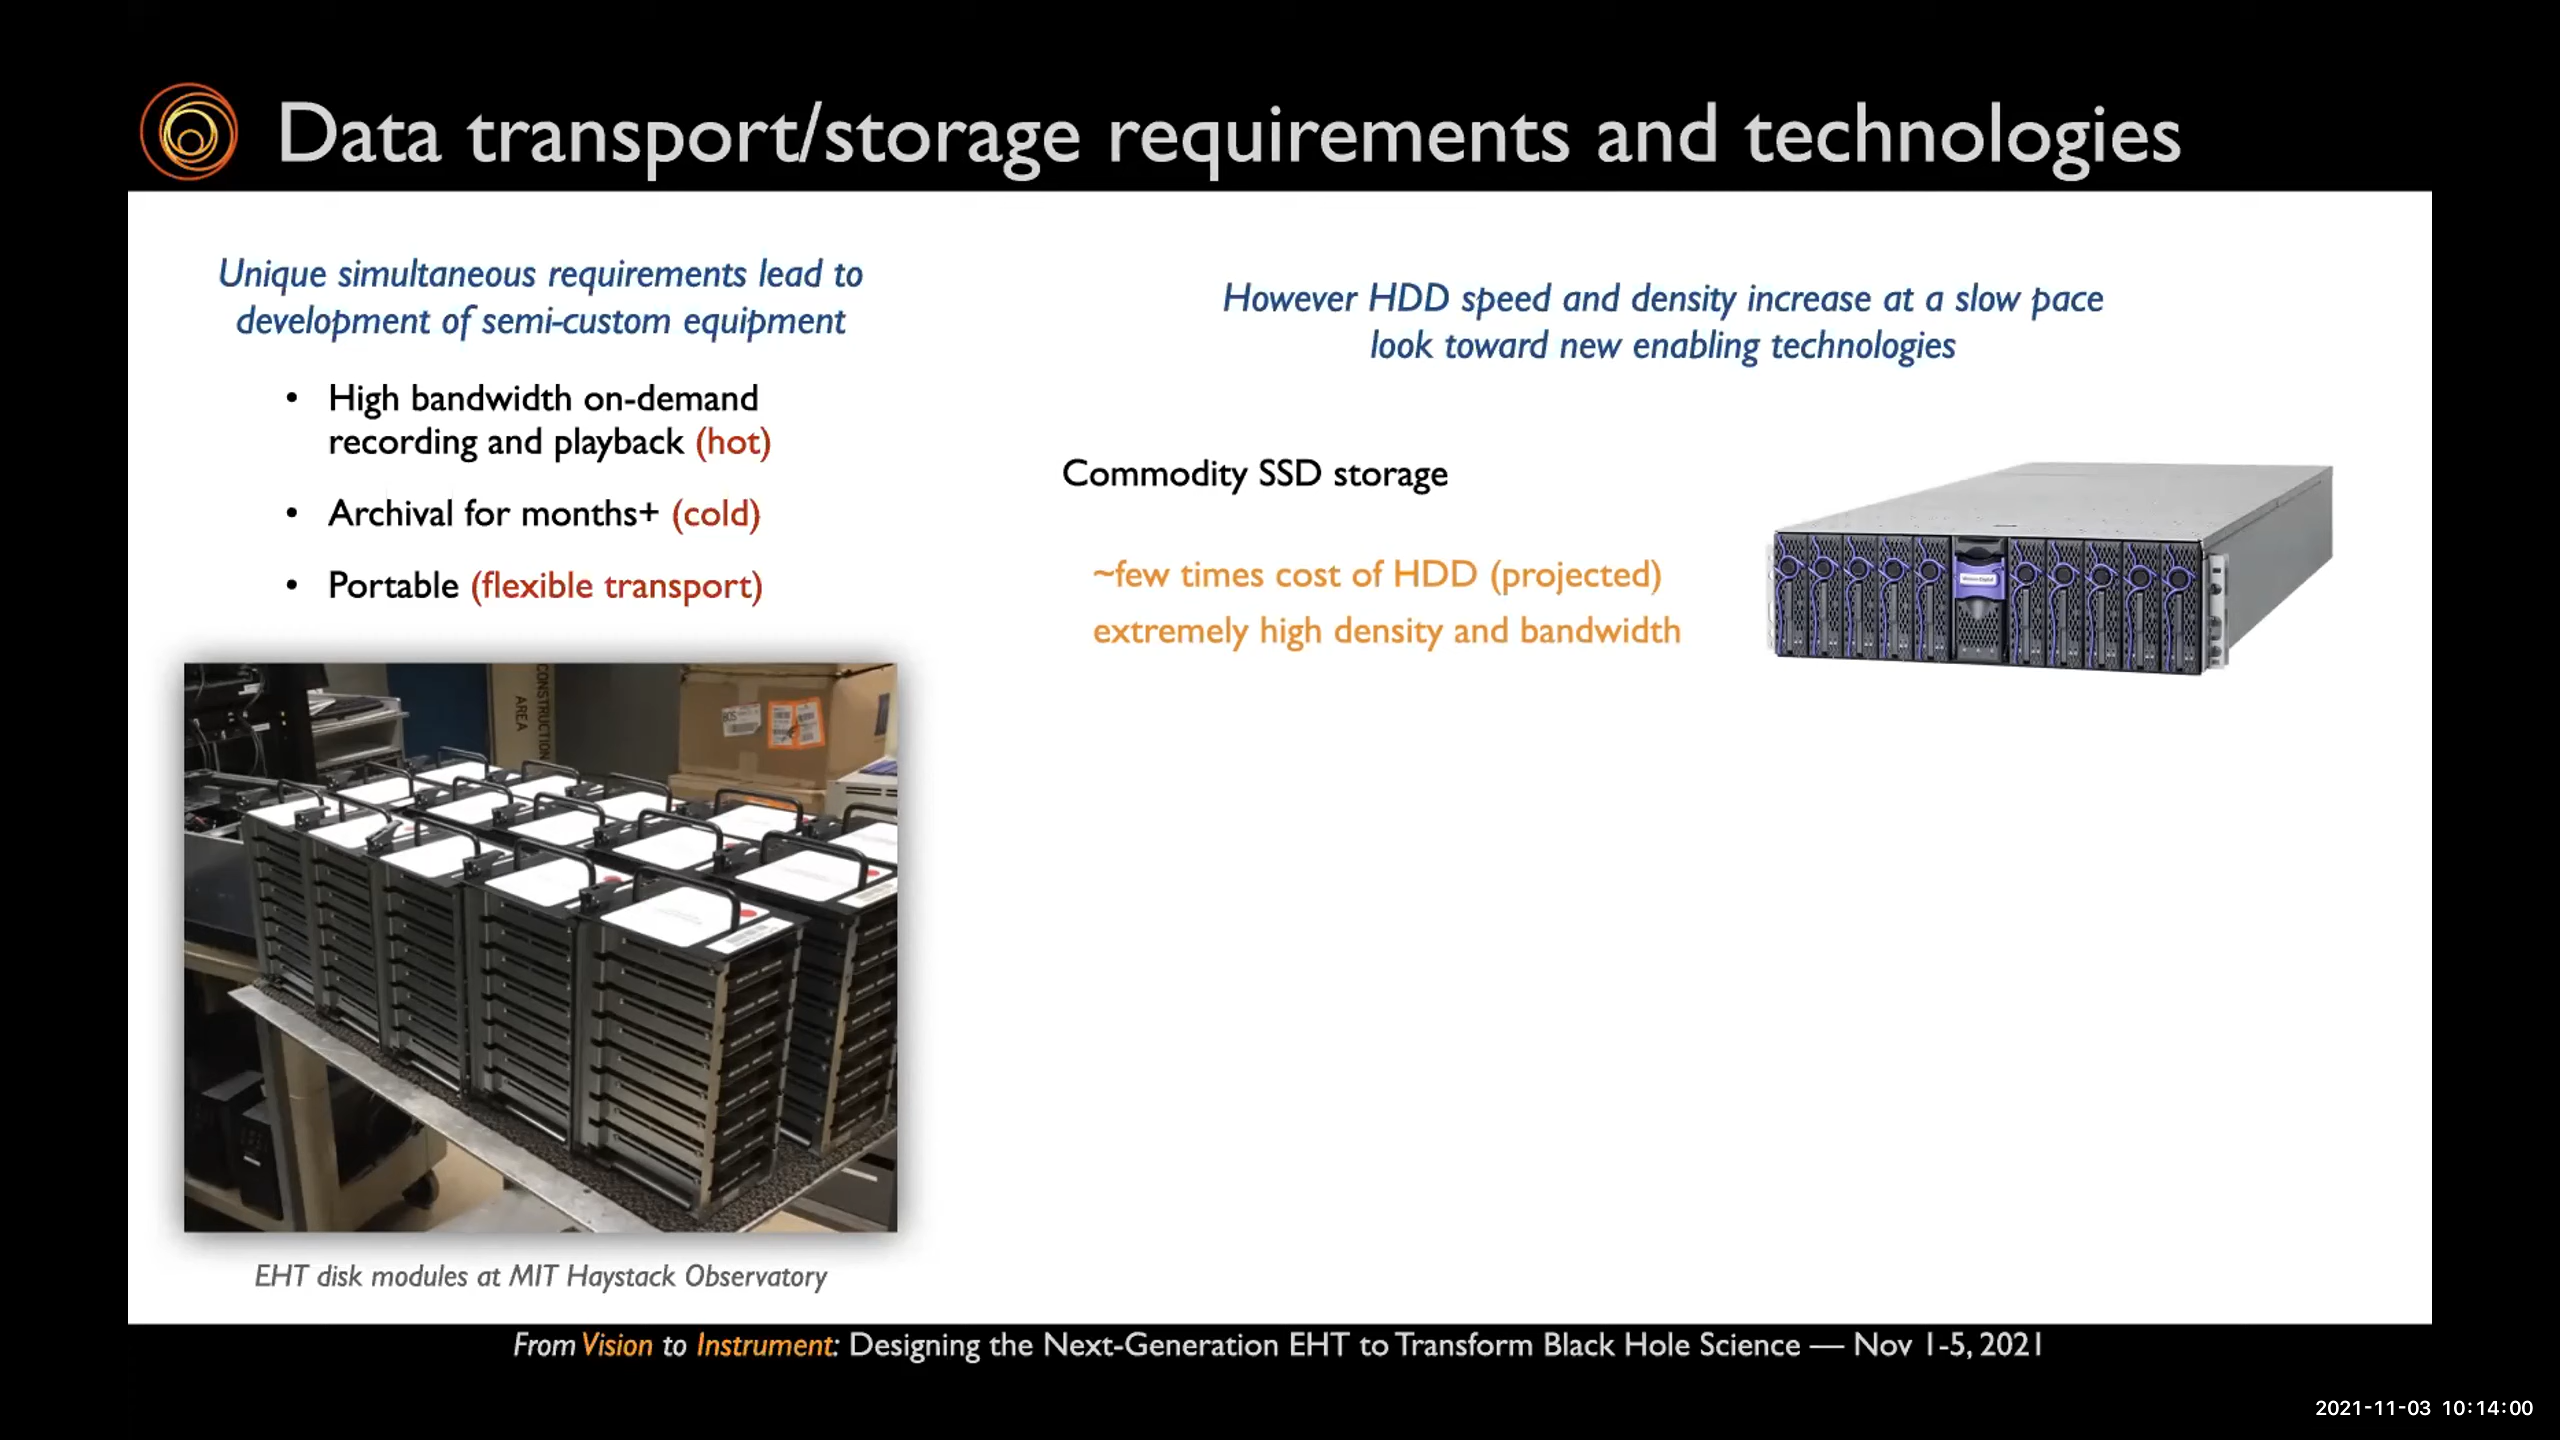 Data transport/storage requirements and technologies
Unique simultaneous requirements lead to
development of semi-custom equipment
• High bandwidth on-demand
recording and playback (hot)
• Archival for months+ (cold)
• Portable (flexible transport)
CONSTRUCTION
AREA
BOS
EHT disk modules at MIT Haystack Observatory
However HDD speed and density increase at a slow pace
look toward new enabling technologies
Commodity SSD storage
~few times cost of HDD (projected)
extremely high density and bandwidth
From Vision to Instrument: Designing the Next-Generation EHT to Transform Black Hole Science — Nov 1-5, 2021
2021-11-03 10:14:00